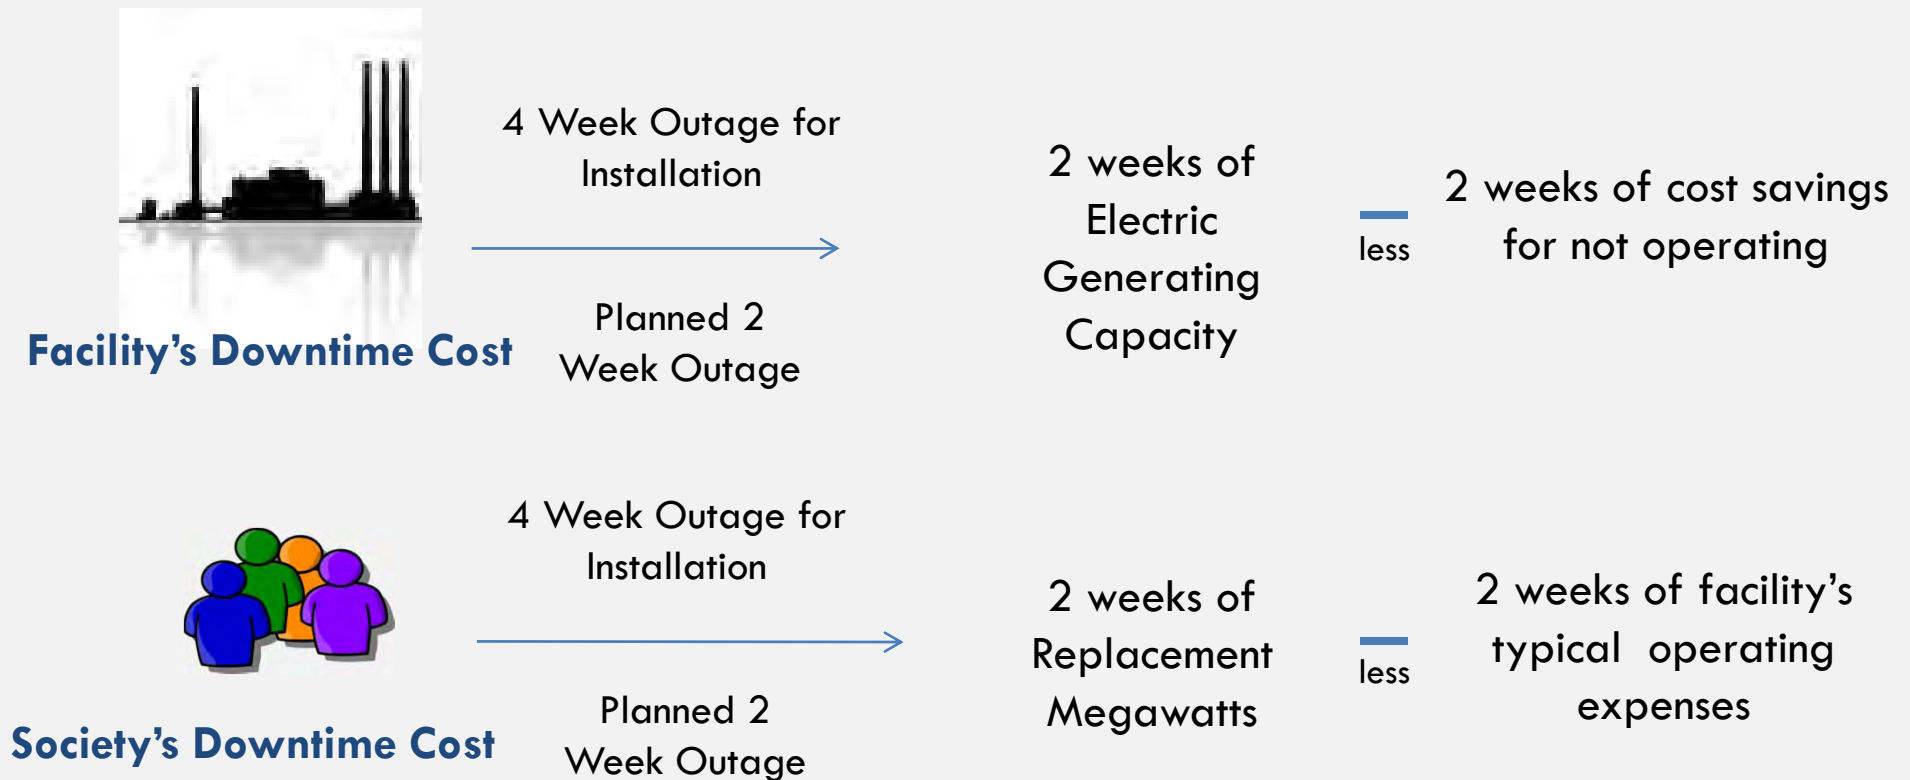 4 Week Outage for
Installation
Planned 2
Week Outage
Facility’s Downtime Cost
2 weeks of
Electric
Generating
Capacity
less
2 weeks of cost savings
for not operating
4 Week Outage for
Installation
Planned 2
Week Outage
Society’s Downtime Cost
2 weeks of
Replacement
Megawatts
less
2 weeks of facility’s
typical operating
expenses